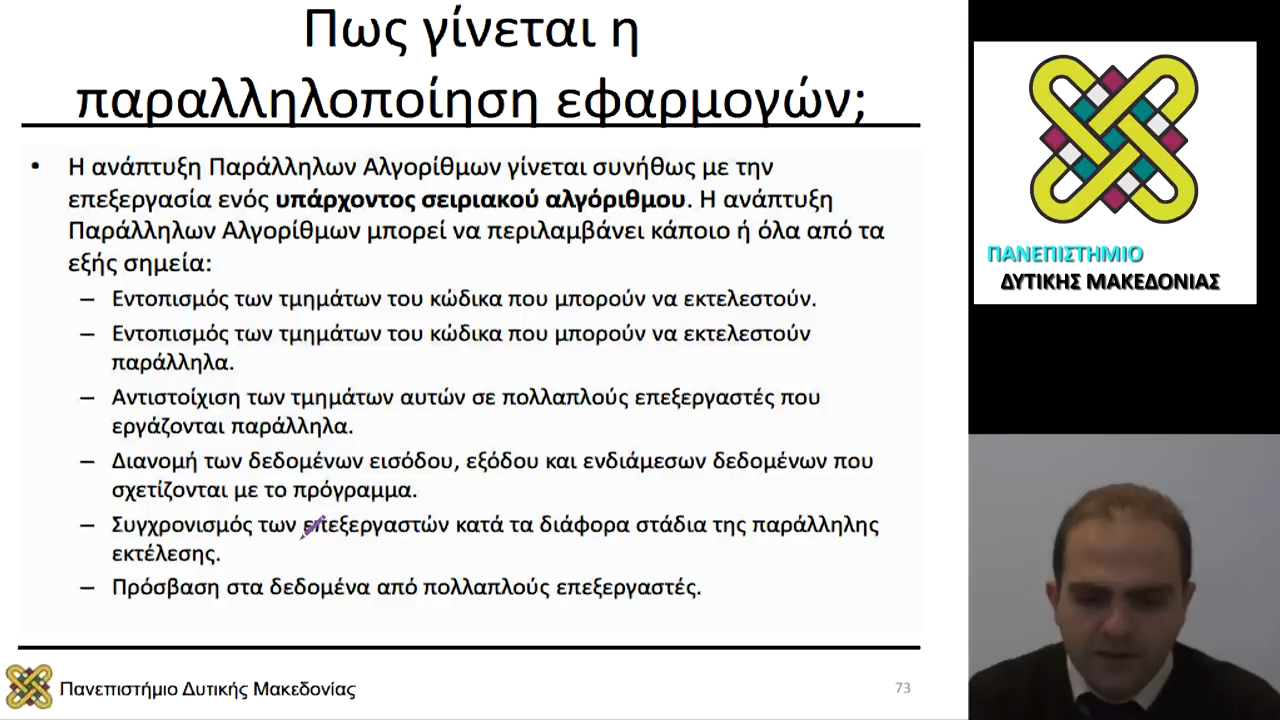 Πως γίνεται η
παραλληλοποίηση εφαρμογών;
• Η ανάπτυξη Παράλληλων Αλγορίθμων γίνεται συνήθως με την
επεξεργασία ενός υπάρχοντος σειριακού αλγόριθμου. Η ανάπτυξη
Παράλληλων Αλγορίθμων μπορεί να περιλαμβάνει κάποιο ή όλα από τα
εξής σημεία:
– Εντοπισμός των τμημάτων του κώδικα που μπορούν να εκτελεστούν.
– Εντοπισμός των τμημάτων του κώδικα που μπορούν να εκτελεστούν
παράλληλα.
– Αντιστοίχιση των τμημάτων αυτών σε πολλαπλούς επεξεργαστές που
εργάζονται παράλληλα.
– Διανομή των δεδομένων εισόδου, εξόδου και ενδιάμεσων δεδομένων που
σχετίζονται με το πρόγραμμα.
– Συγχρονισμός των επεξεργαστών κατά τα διάφορα στάδια της παράλληλης
εκτέλεσης.
– Πρόσβαση στα δεδομένα από πολλαπλούς επεξεργαστές.
Πανεπιστήμιο Δυτικής Μακεδονίας
73
ΠΑΝΕΠΙΣΤΗΜΙΟ
ΔΥΤΙΚΗΣ ΜΑΚΕΔΟΝΙΑΣ